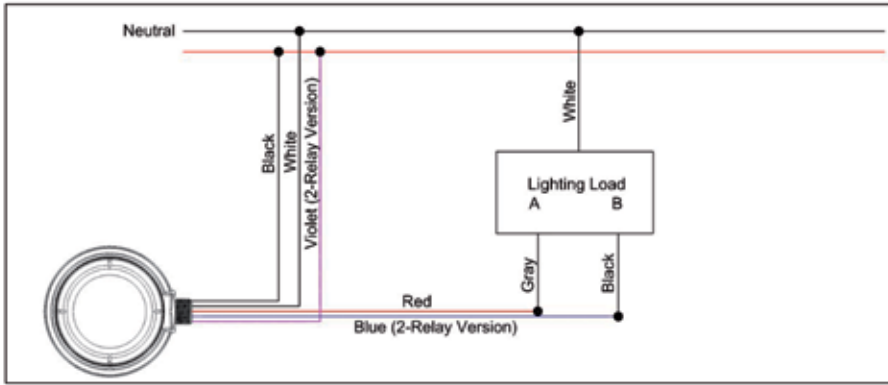 Neutral
Black
White
Violet (2-Relay Version)
White
Lighting Load
A B
Gray
Black
Red
Blue (2-Relay Version)